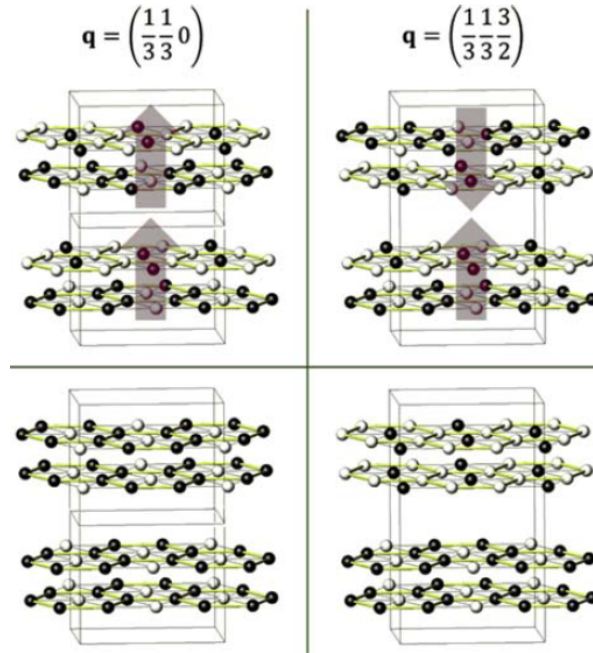 q = (1/3 1/3 0)
q = (1/3 1/3 3/2)